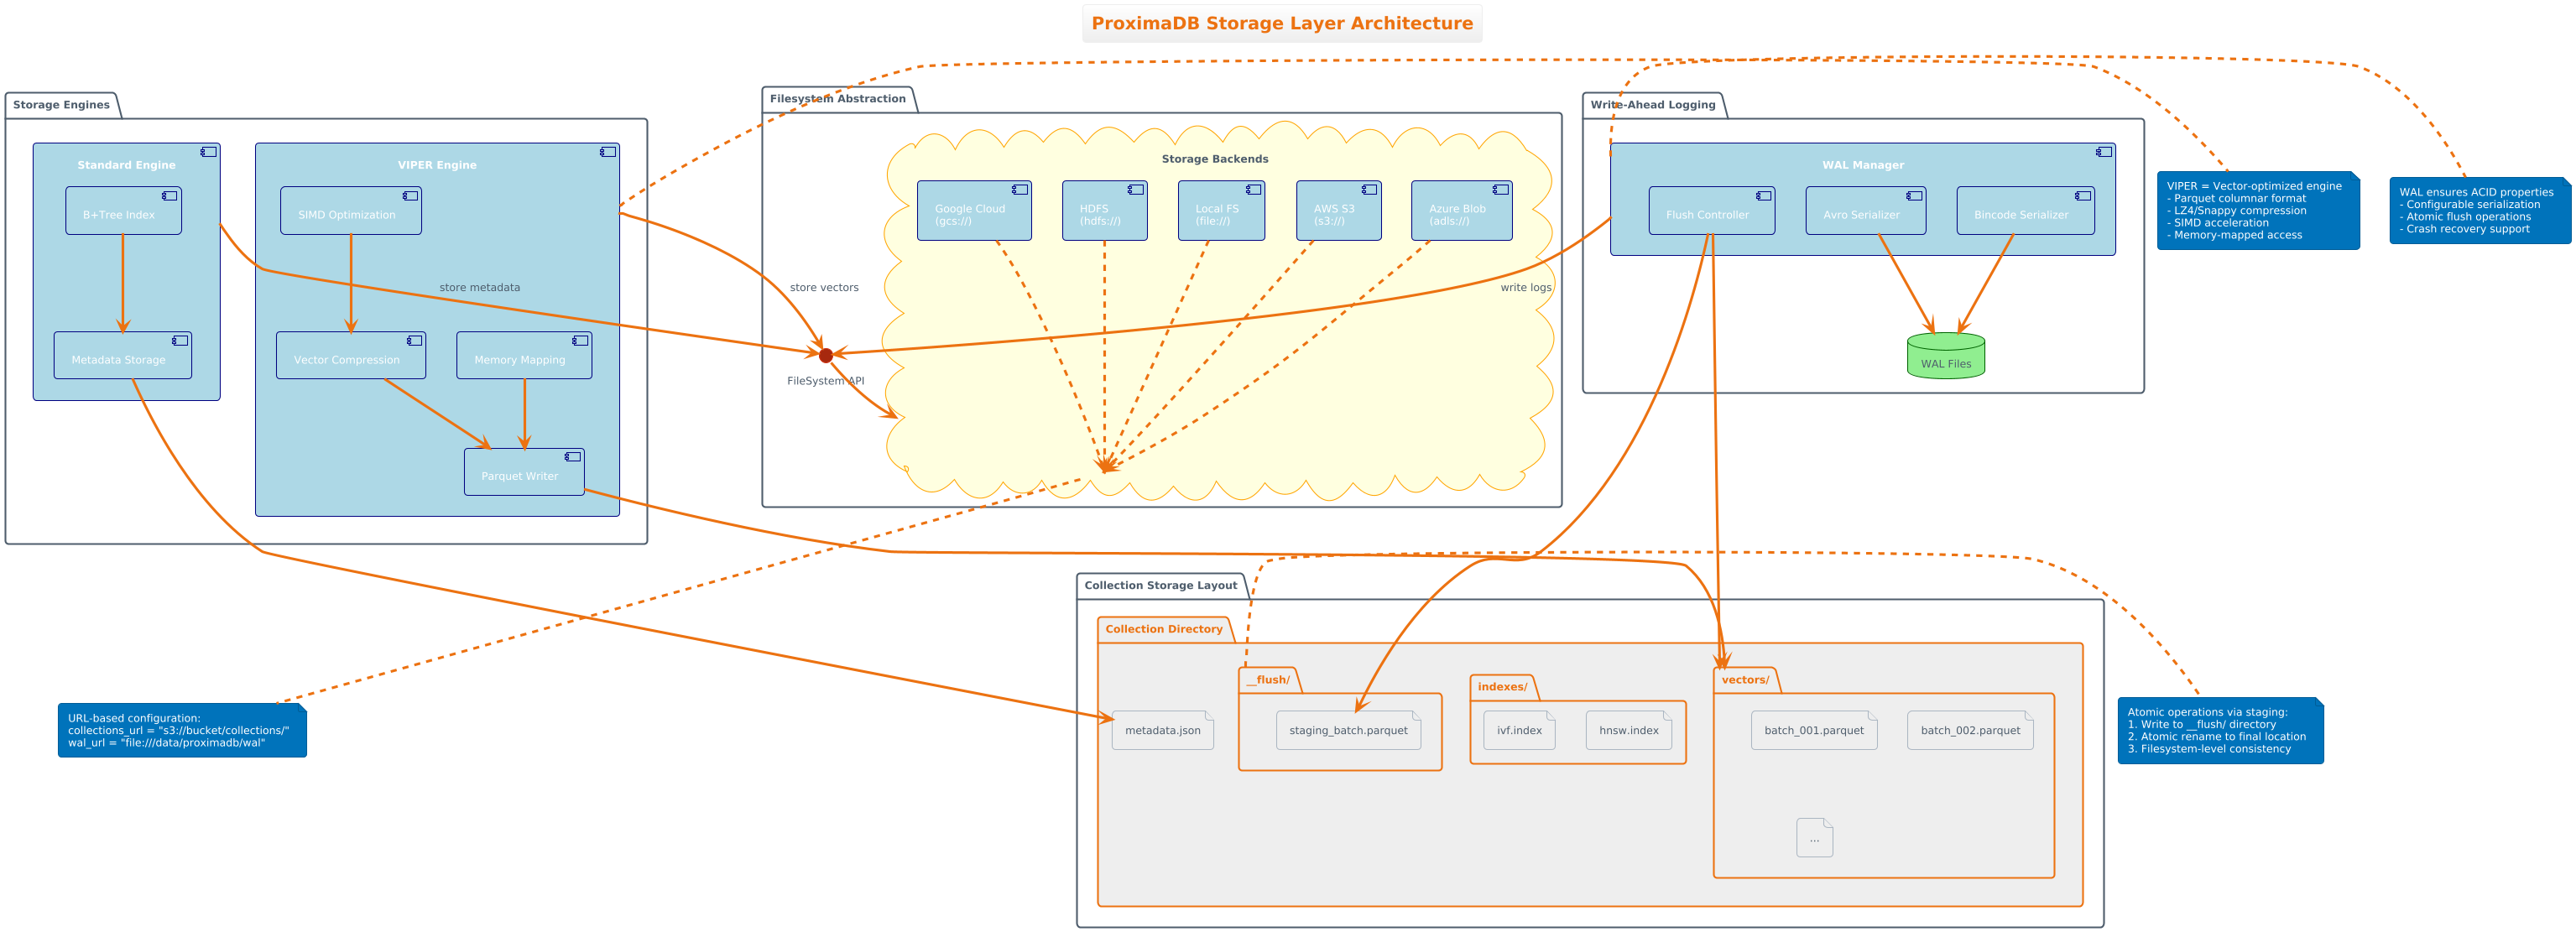 ProximaDB Storage Layer Architecture
Storage Engines
Standard Engine
B+Tree Index
Metadata Storage
VIPER Engine
SIMD Optimization
Vector Compression
Memory Mapping
Parquet Writer
store metadata
Filesystem Abstraction
Storage Backends
Google Cloud
(gcs://)
HDFS
(hdfs://)
Local FS
(file://)
AWS S3
(s3://)
Azure Blob
(adls://)
store vectors
FileSystem API
write logs
Write-Ahead Logging
WAL Manager
Flush Controller
Avro Serializer
Bincode Serializer
WAL Files
VIPER = Vector-optimized engine
- Parquet columnar format
- LZ4/Snappy compression
- SIMD acceleration
- Memory-mapped access
WAL ensures ACID properties
- Configurable serialization
- Atomic flush operations
- Crash recovery support
URL-based configuration:
collections_url = "s3://bucket/collections/"
wal_url = "file:///data/proximadb/wal"
Collection Storage Layout
Collection Directory
metadata.json
__flush/
staging_batch.parquet
indexes/
ivf.index
hnsw.index
vectors/
batch_001.parquet
batch_002.parquet
...
Atomic operations via staging:
1. Write to __flush/ directory
2. Atomic rename to final location
3. Filesystem-level consistency